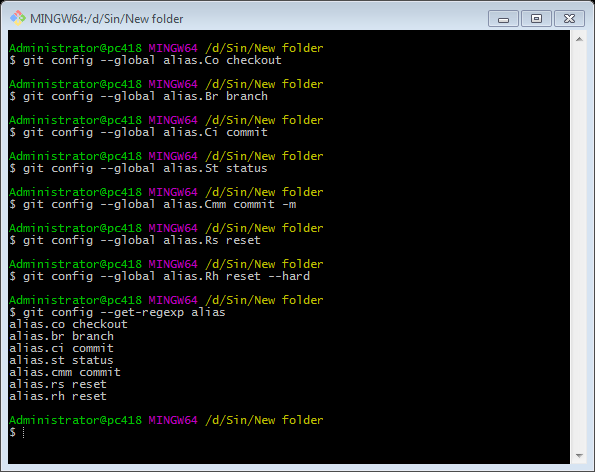 MINGW64:/d/Sin/New folder
Administrator@pc418 MINGW64 /d/Sin/New folder
$ git config --global alias.Co checkout
Administrator@pc418 MINGW64 /d/Sin/New folder
$ git config --global alias.Br branch
Administrator@pc418 MINGW64 /d/Sin/New folder
$ git config --global alias.Ci commit
Administrator@pc418 MINGW64 /d/Sin/New folder
$ git config --global alias.St status
Administrator@pc418 MINGW64 /d/Sin/New folder
$ git config --global alias.Cmm commit -m
Administrator@pc418 MINGW64 /d/Sin/New folder
$ git config --global alias.Rs reset
Administrator@pc418 MINGW64 /d/Sin/New folder
$ git config --global alias.Rh reset --hard
Administrator@pc418 MINGW64 /d/Sin/New folder
$ git config --get-regexp alias
alias.co checkout
alias.br branch
alias.ci commit
alias.st status
alias.cmm commit
alias.rs reset
alias.rh reset
Administrator@pc418 MINGW64 /d/Sin/New folder
$